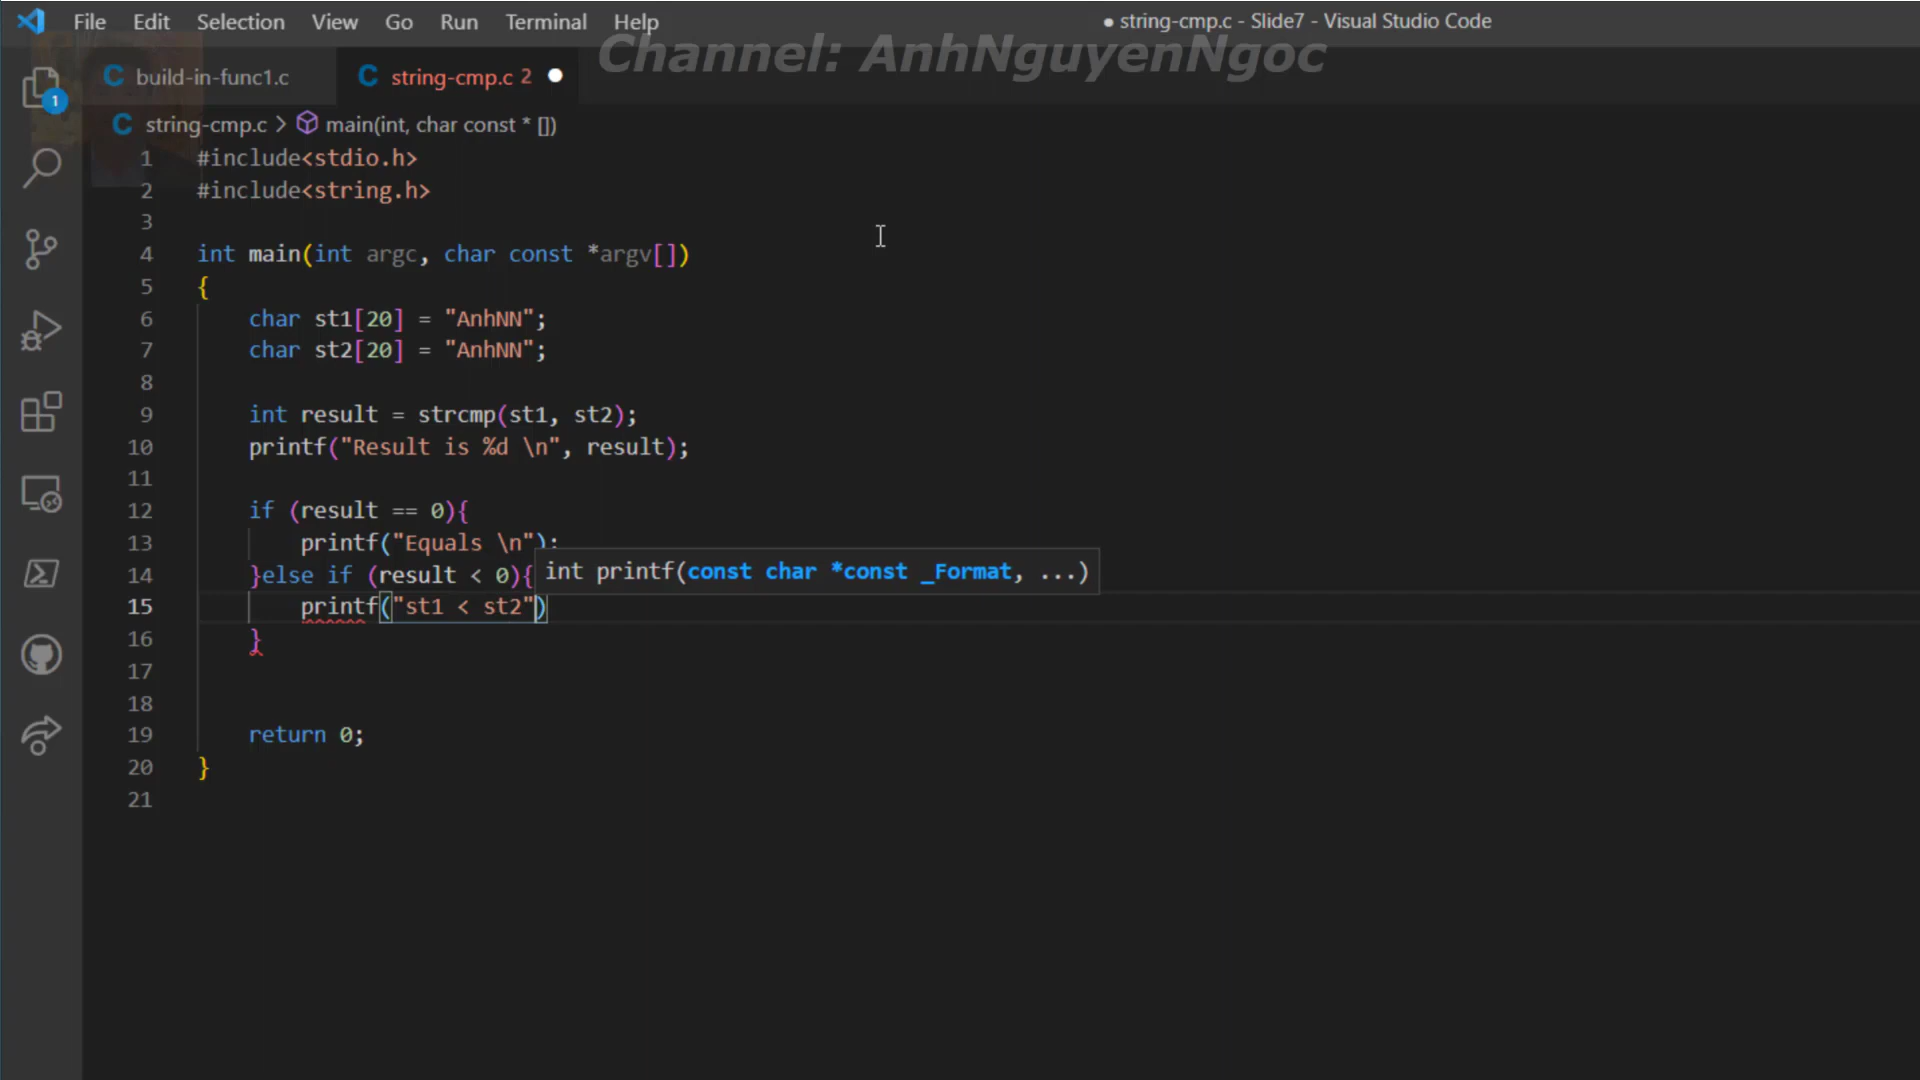 File Edit Selection View Go Run Terminal Help
● string-cmp.c - Slide7 - Visual Studio Code
Channel: AnhNguyenNgoc
C build-in-func1.c
C string-cmp.c 2 ●
1
C string-cmp.c > main(int, char const * [])
1 #include<stdio.h>
2 #include<string.h>
3
4 int main(int argc, char const *argv[])
5 {
6     char st1[20] = "AnhNN";
7     char st2[20] = "AnhNN";
8
9     int result = strcmp(st1, st2);
10     printf("Result is %d \n", result);
11
12     if (result == 0){
13         printf("Equals \n");
14     }else if (result < 0){
int printf(const char *const _Format, ...)
15         printf("st1 < st2")
16     }
17
18
19     return 0;
20 }
21